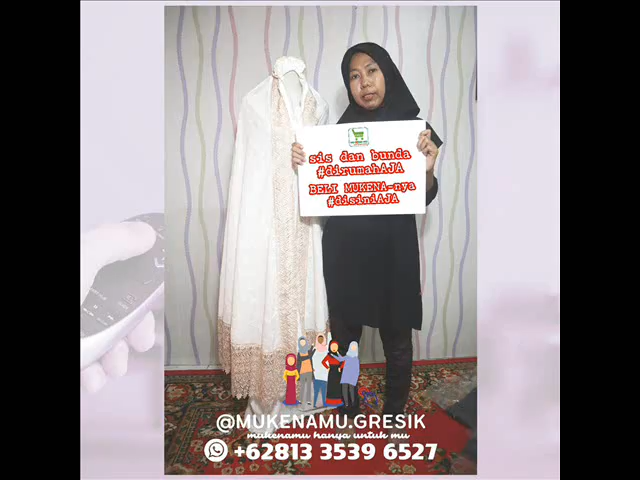 sis dan bunda
#dirumahAJA
BELI MUKENA-nya
#disiniAJA
@MUKENAMU.GRESIK
mukenamu hanya untuk mu
+62813 3539 6527